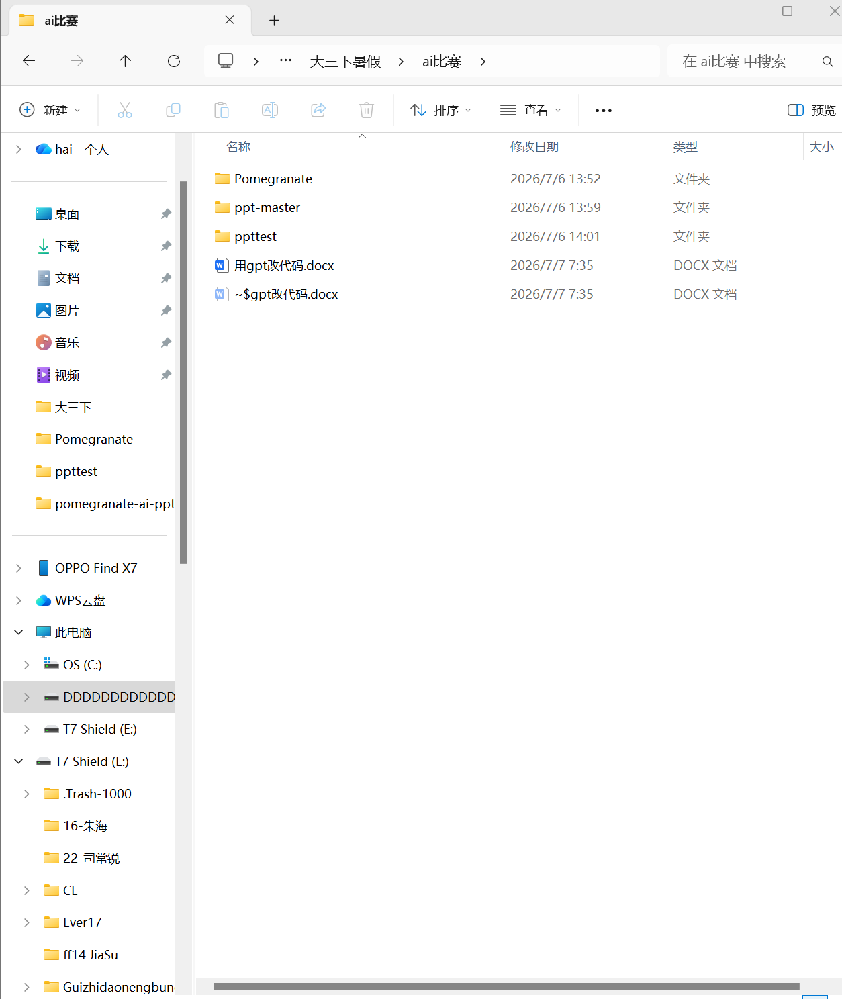 ai比赛
大三下暑假 ai比赛
在 ai比赛 中搜索
新建 排序 查看 预览
hai - 个人
桌面
下载
文档
图片
音乐
视频
大三下
Pomegranate
ppttest
pomegranate-ai-ppt
OPPO Find X7
WPS云盘
此电脑
OS (C:)
DDDDDDDDDDDD
T7 Shield (E:)
T7 Shield (E:)
.Trash-1000
16-朱海
22-司常锐
CE
Ever17
ff14 JiaSu
Guizhidaonengbun
名称 修改日期 类型 大小
Pomegranate 2026/7/6 13:52 文件夹
ppt-master 2026/7/6 13:59 文件夹
ppttest 2026/7/6 14:01 文件夹
用gpt改代码.docx 2026/7/7 7:35 DOCX 文档
~$gpt改代码.docx 2026/7/7 7:35 DOCX 文档